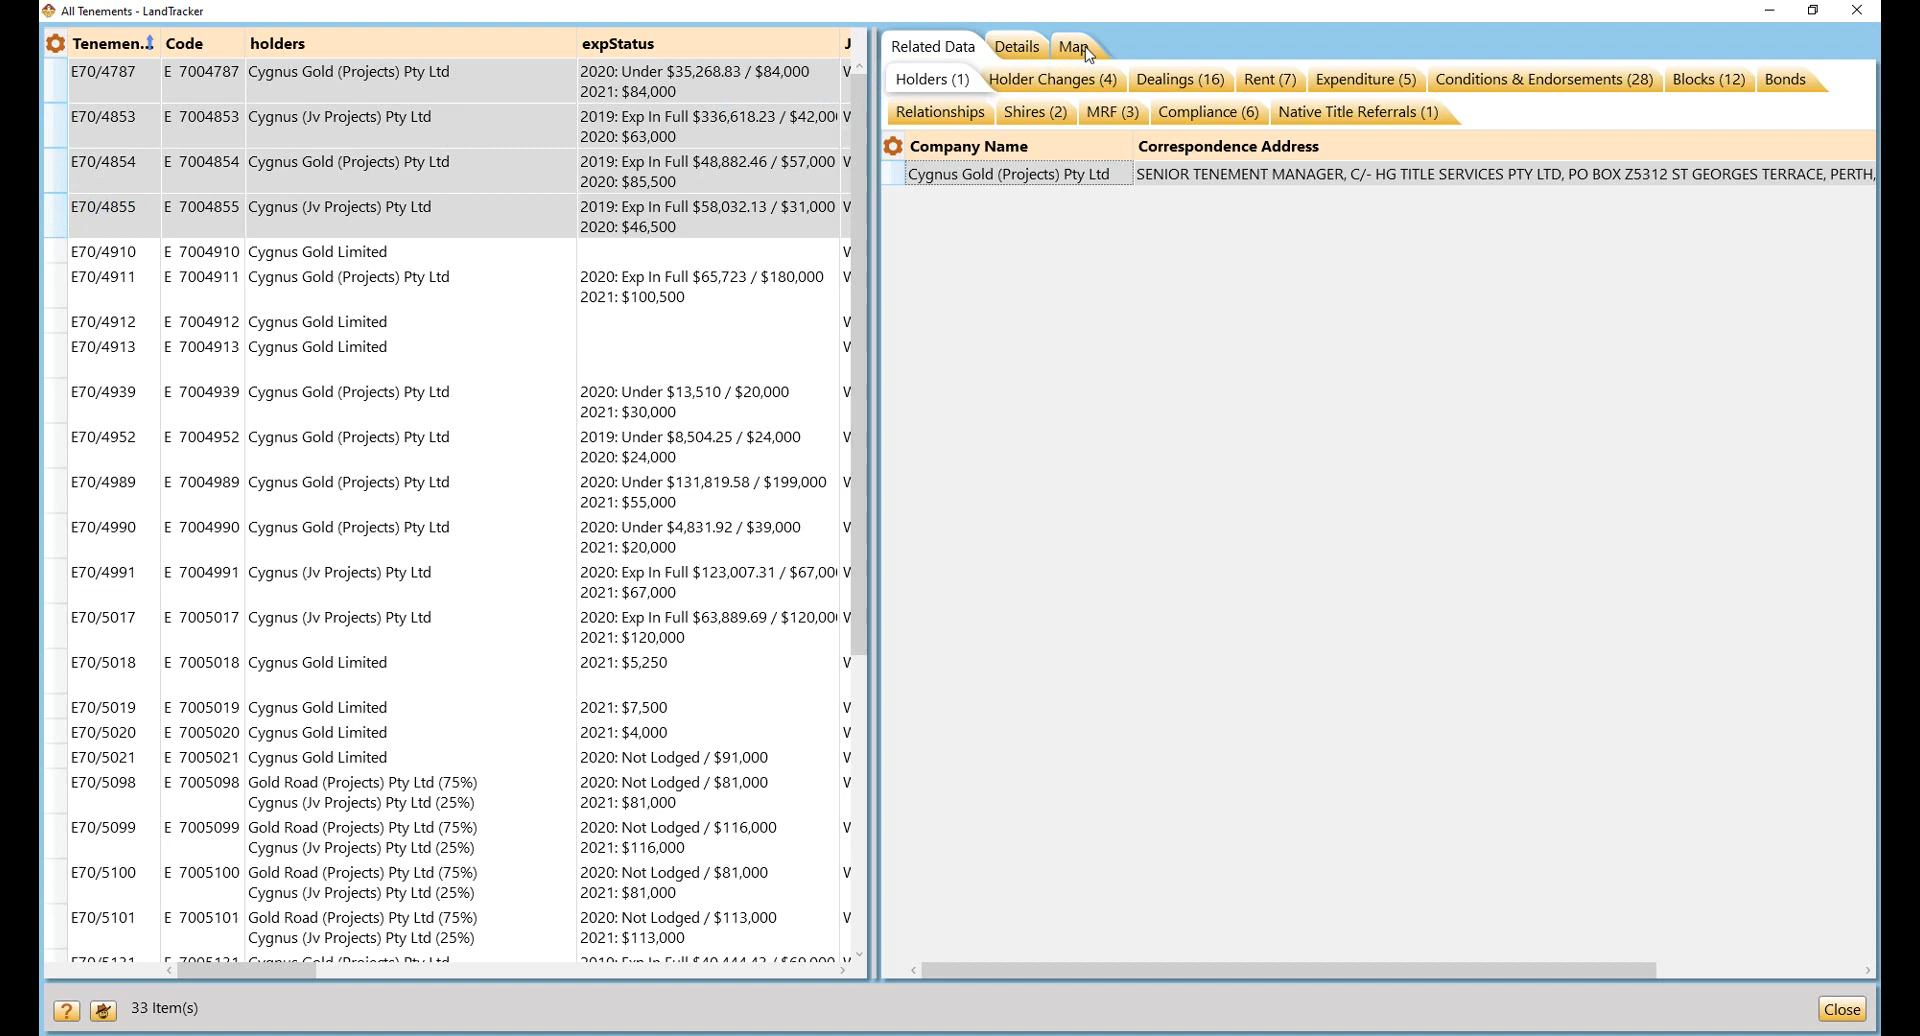 All Tenements - LandTracker
Tenemen.. Code holders expStatus J
E70/4787 E 7004787 Cygnus Gold (Projects) Pty Ltd 2020: Under $35,268.83 / $84,000
2021: $84,000
E70/4853 E 7004853 Cygnus (Jv Projects) Pty Ltd 2019: Exp In Full $336,618.23 / $42,00
2020: $63,000
E70/4854 E 7004854 Cygnus Gold (Projects) Pty Ltd 2019: Exp In Full $48,882.46 / $57,000
2020: $85,500
E70/4855 E 7004855 Cygnus (Jv Projects) Pty Ltd 2019: Exp In Full $58,032.13 / $31,000
2020: $46,500
E70/4910 E 7004910 Cygnus Gold Limited
E70/4911 E 7004911 Cygnus Gold (Projects) Pty Ltd 2020: Exp In Full $65,723 / $180,000
2021: $100,500
E70/4912 E 7004912 Cygnus Gold Limited
E70/4913 E 7004913 Cygnus Gold Limited
E70/4939 E 7004939 Cygnus Gold (Projects) Pty Ltd 2020: Under $13,510 / $20,000
2021: $30,000
E70/4952 E 7004952 Cygnus Gold (Projects) Pty Ltd 2019: Under $8,504.25 / $24,000
2020: $24,000
E70/4989 E 7004989 Cygnus Gold (Projects) Pty Ltd 2020: Under $131,819.58 / $199,000
2021: $55,000
E70/4990 E 7004990 Cygnus Gold (Projects) Pty Ltd 2020: Under $4,831.92 / $39,000
2021: $20,000
E70/4991 E 7004991 Cygnus (Jv Projects) Pty Ltd 2020: Exp In Full $123,007.31 / $67,00
2021: $67,000
E70/5017 E 7005017 Cygnus (Jv Projects) Pty Ltd 2020: Exp In Full $63,889.69 / $120,00
2021: $120,000
E70/5018 E 7005018 Cygnus Gold Limited 2021: $5,250
E70/5019 E 7005019 Cygnus Gold Limited 2021: $7,500
E70/5020 E 7005020 Cygnus Gold Limited 2021: $4,000
E70/5021 E 7005021 Cygnus Gold Limited 2020: Not Lodged / $91,000
E70/5098 E 7005098 Gold Road (Projects) Pty Ltd (75%) 2020: Not Lodged / $81,000
Cygnus (Jv Projects) Pty Ltd (25%) 2021: $81,000
E70/5099 E 7005099 Gold Road (Projects) Pty Ltd (75%) 2020: Not Lodged / $116,000
Cygnus (Jv Projects) Pty Ltd (25%) 2021: $116,000
E70/5100 E 7005100 Gold Road (Projects) Pty Ltd (75%) 2020: Not Lodged / $81,000
Cygnus (Jv Projects) Pty Ltd (25%) 2021: $81,000
E70/5101 E 7005101 Gold Road (Projects) Pty Ltd (75%) 2020: Not Lodged / $113,000
Cygnus (Jv Projects) Pty Ltd (25%) 2021: $113,000
Related Data Details Map
Holders (1) Holder Changes (4) Dealings (16) Rent (7) Expenditure (5) Conditions & Endorsements (28) Blocks (12) Bonds
Relationships Shires (2) MRF (3) Compliance (6) Native Title Referrals (1)
Company Name Correspondence Address
Cygnus Gold (Projects) Pty Ltd SENIOR TENEMENT MANAGER, C/- HG TITLE SERVICES PTY LTD, PO BOX Z5312 ST GEORGES TERRACE, PERTH,
? 33 Item(s) Close